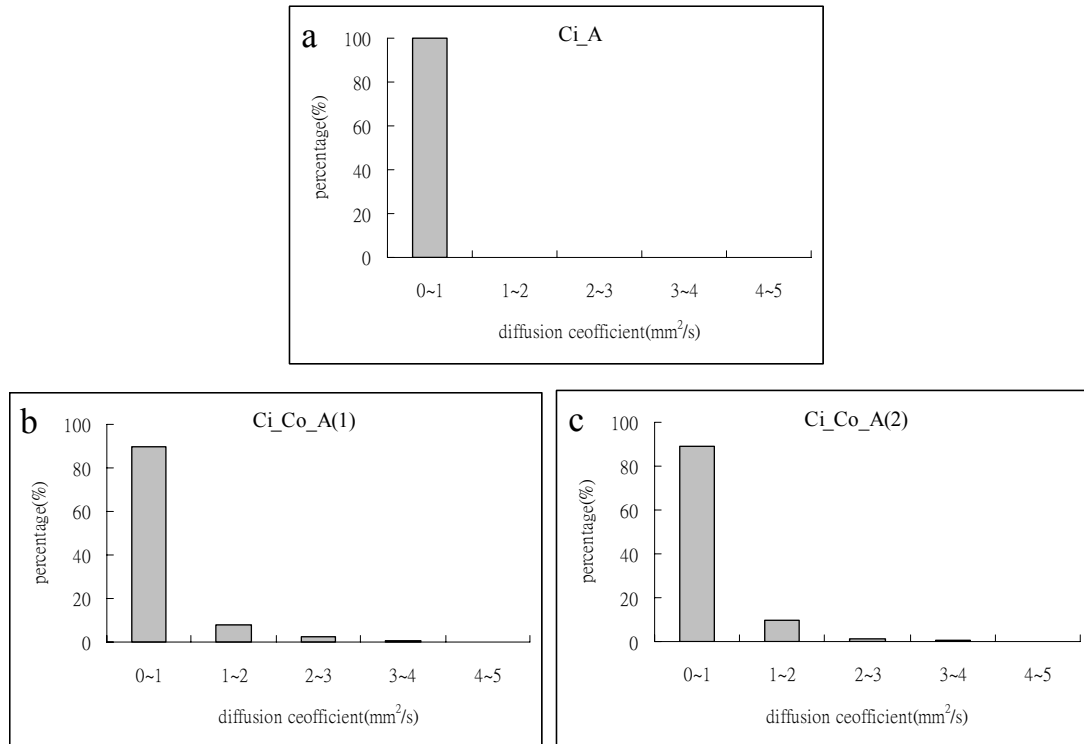 a
Ci_A
percentage(%)
100
80
60
40
20
0
0~1 1~2 2~3 3~4 4~5
diffusion ceofficient(mm²/s)
b
Ci_Co_A(1)
percentage(%)
100
80
60
40
20
0
0~1 1~2 2~3 3~4 4~5
diffusion ceofficient(mm²/s)
c
Ci_Co_A(2)
percentage(%)
100
80
60
40
20
0
0~1 1~2 2~3 3~4 4~5
diffusion ceofficient(mm²/s)